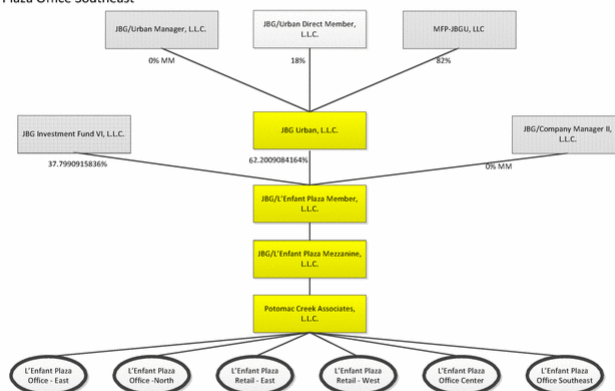 Plaza Office Southeast
JBG/Urban Manager, L.L.C.
JBG/Urban Direct Member,
L.L.C.
MFP-JBGU, LLC
0% MM
18%
82%
JBG Investment Fund VI, L.L.C.
JBG Urban, L.L.C.
JBG/Company Manager II,
L.L.C.
37.7990915836%
62.2009084164%
0% MM
JBG/L'Enfant Plaza Member,
L.L.C.
JBG/L'Enfant Plaza Mezzanine,
L.L.C.
Potomac Creek Associates,
L.L.C.
L'Enfant Plaza
Office - East
L'Enfant Plaza
Office -North
L'Enfant Plaza
Retail - East
L'Enfant Plaza
Retail - West
L'Enfant Plaza
Office Center
L'Enfant Plaza
Office Southeast